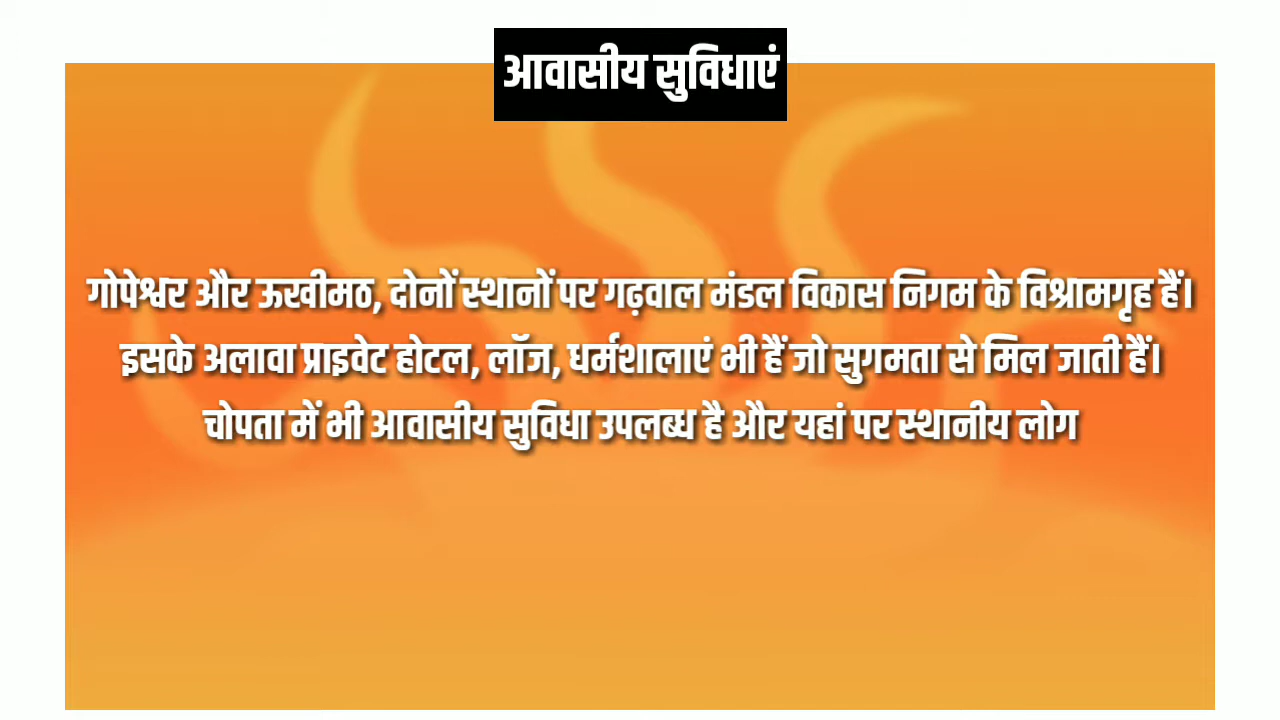 आवासीय सुविधाएं
गोपेश्वर और ऊखीमठ, दोनों स्थानों पर गढ़वाल मंडल विकास निगम के विश्रामगृह हैं।
इसके अलावा प्राइवेट होटल, लॉज, धर्मशालाएं भी हैं जो सुगमता से मिल जाती हैं।
चोपता में भी आवासीय सुविधा उपलब्ध है और यहां पर स्थानीय लोग